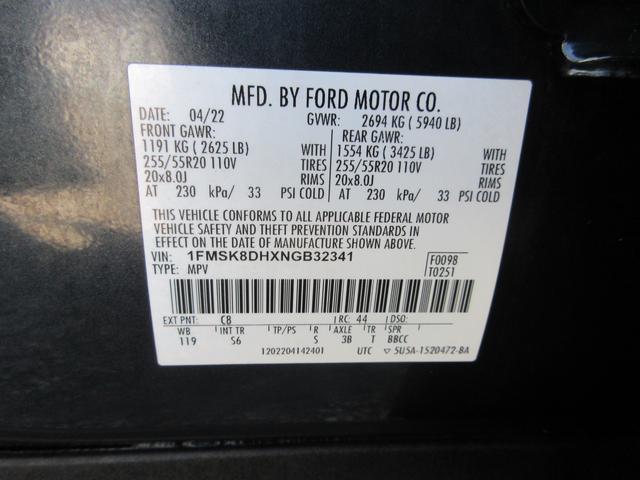 MFD. BY FORD MOTOR CO.
DATE: 04/22 GVWR: 2694 KG ( 5940 LB)
FRONT GAWR: REAR GAWR:
1191 KG ( 2625 LB) WITH 1554 KG ( 3425 LB) WITH
255/55R20 110V TIRES 255/55R20 110V TIRES
20x8.0J RIMS 20x8.0J RIMS
AT 230 kPa/ 33 PSI COLD AT 230 kPa/ 33 PSI COLD
THIS VEHICLE CONFORMS TO ALL APPLICABLE FEDERAL MOTOR
VEHICLE SAFETY AND THEFT PREVENTION STANDARDS IN
EFFECT ON THE DATE OF MANUFACTURE SHOWN ABOVE.
VIN: 1FMSK8DHXNGB32341 F0098
TYPE: MPV T0251
EXT PNT: C8 RC: 44 DSO:
WB INT TR TP/PS R AXLE TR SPR
119 S6 S 3B T BBCC
1202204142401 UTC ▽ 5U5A-1520472-BA